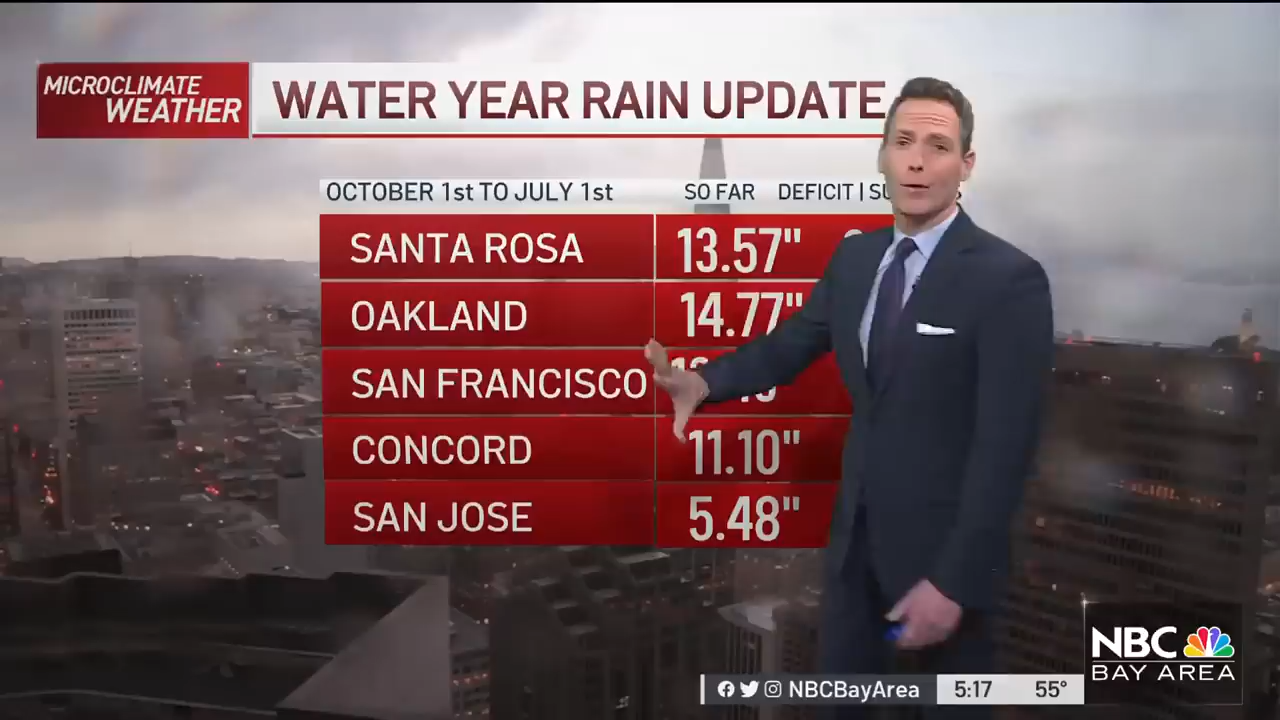 MICROCLIMATE
WEATHER
WATER YEAR RAIN UPDATE
OCTOBER 1st TO JULY 1st SO FAR DEFICIT |
SANTA ROSA 13.57"
OAKLAND 14.77"
SAN FRANCISCO
CONCORD 11.10"
SAN JOSE 5.48"
NBCBayArea 5:17 55°
NBC
BAY AREA